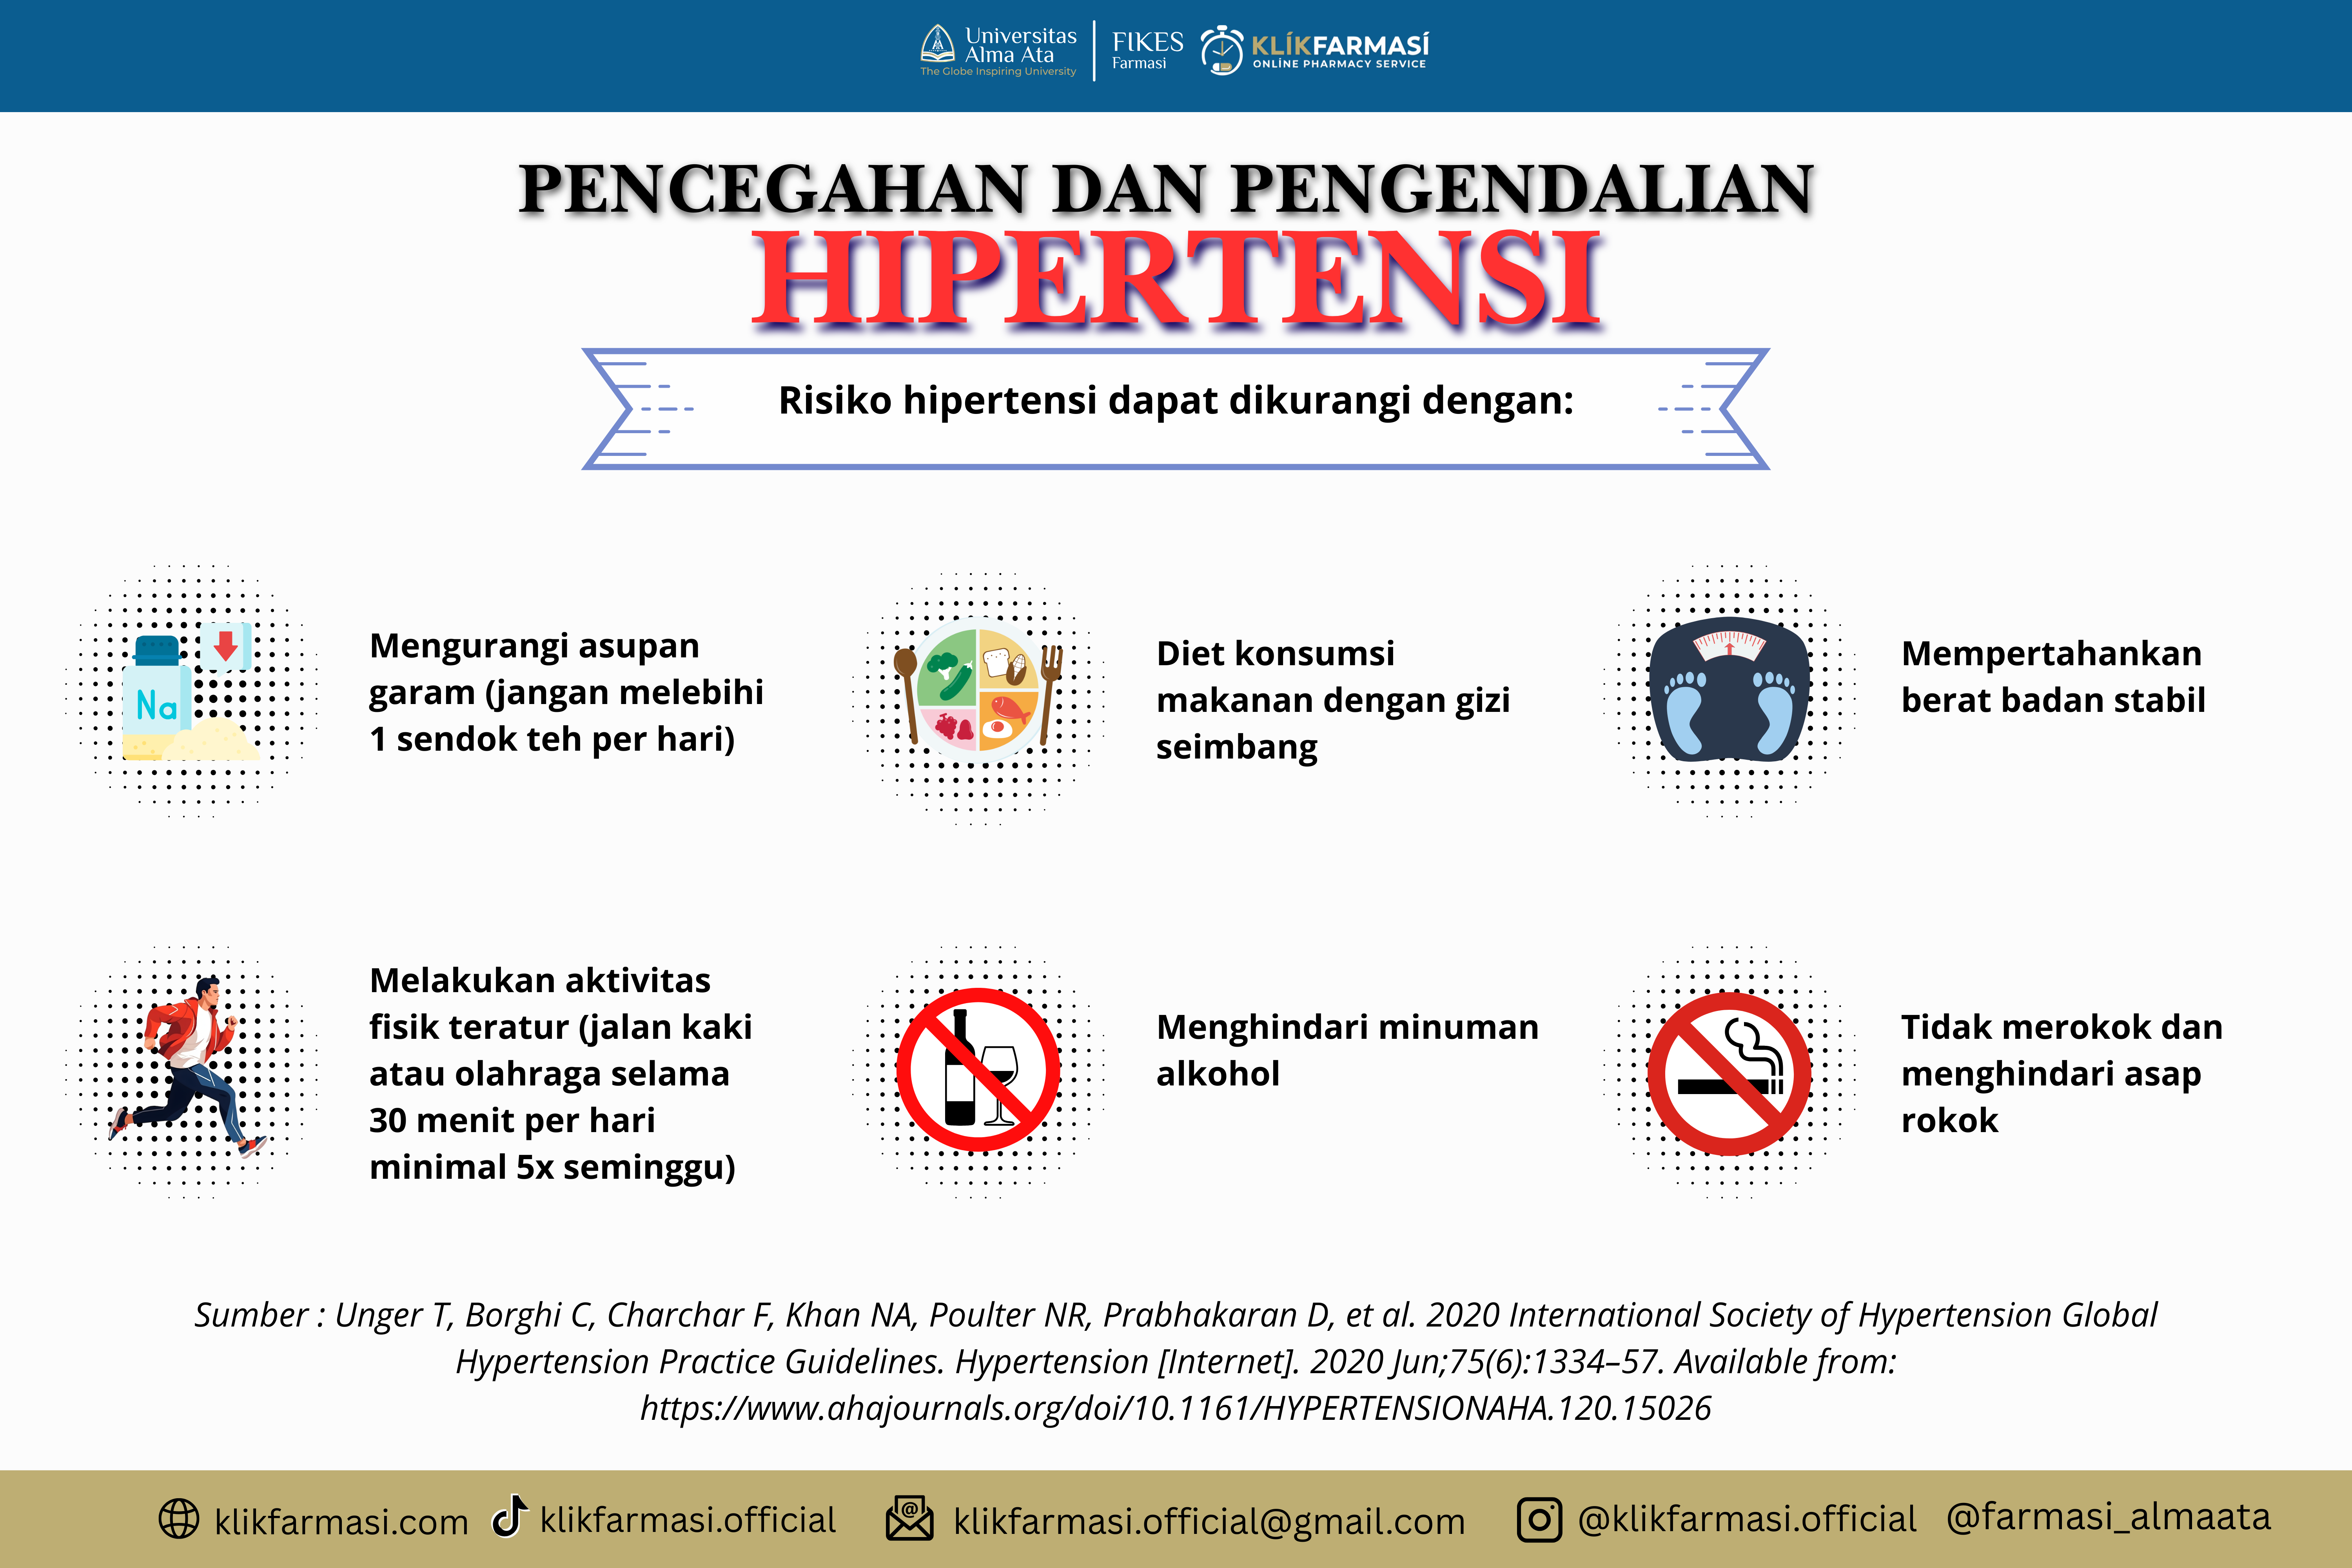 Universitas
Alma Ata
The Globe Inspiring University
FIKES
Farmasi
KLÍKFARMASÍ
ONLİNE PHARMACY SERVICE
PENCEGAHAN DAN PENGENDALIAN
HIPERTENSI
Risiko hipertensi dapat dikurangi dengan:
Na
Mengurangi asupan
garam (jangan melebihi
1 sendok teh per hari)
Diet konsumsi
makanan dengan gizi
seimbang
Mempertahankan
berat badan stabil
Melakukan aktivitas
fisik teratur (jalan kaki
atau olahraga selama
30 menit per hari
minimal 5x seminggu)
Menghindari minuman
alkohol
Tidak merokok dan
menghindari asap
rokok
Sumber : Unger T, Borghi C, Charchar F, Khan NA, Poulter NR, Prabhakaran D, et al. 2020 International Society of Hypertension Global
Hypertension Practice Guidelines. Hypertension [Internet]. 2020 Jun;75(6):1334–57. Available from:
https://www.ahajournals.org/doi/10.1161/HYPERTENSIONAHA.120.15026
klikfarmasi.com
klikfarmasi.official
@
klikfarmasi.official@gmail.com
@klikfarmasi.official
@farmasi_almaata